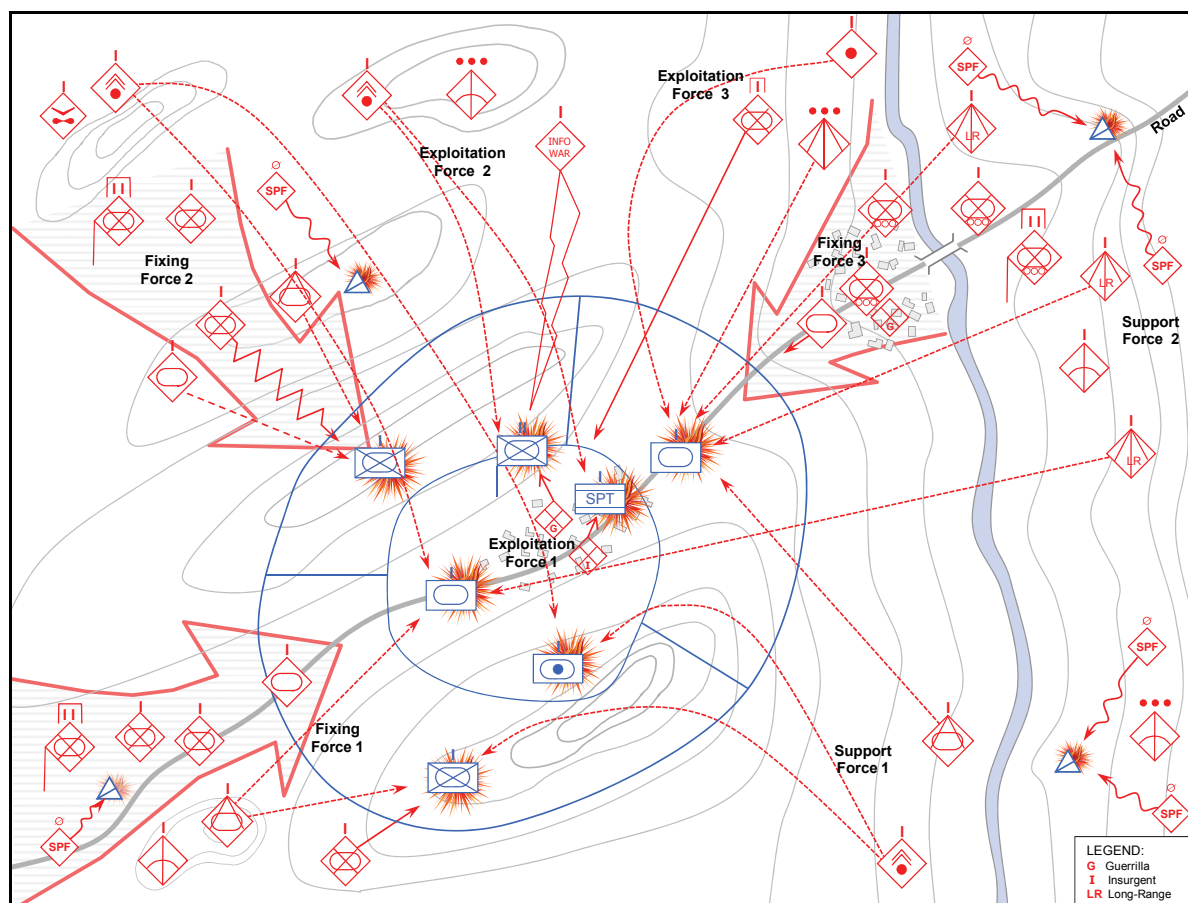 SPF
LR
Road
Exploitation
Force 3
INFO
WAR
Exploitation
Force 2
SPF
Fixing
Force 2
Fixing
Force 3
LR
SPF
G
Support
Force 2
LR
SPT
G
Exploitation
Force 1
I
SPF
Fixing
Force 1
Support
Force 1
SPF
SPF
LEGEND:
G Guerrilla
I Insurgent
LR Long-Range